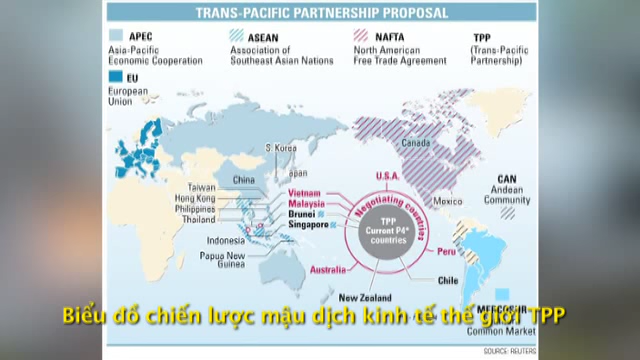 TRANS-PACIFIC PARTNERSHIP PROPOSAL
APEC
Asia-Pacific
Economic Cooperation
ASEAN
Association of
Southeast Asian Nations
NAFTA
North American
Free Trade Agreement
TPP
(Trans-Pacific
Partnership)
EU
European
Union
S. Korea
Japan
China
Taiwan
Hong Kong
Philippines
Thailand
Indonesia
Papua New
Guinea
Vietnam
Malaysia
Brunei
Singapore
Australia
New Zealand
U.S.A.
Canada
Mexico
Negotiating countries
TPP
Current P4*
countries
Peru
Chile
CAN
Andean
Community
MERCOSUR
Common Market
Biểu đồ chiến lược mậu dịch kinh tế thế giới TPP
SOURCE: REUTERS